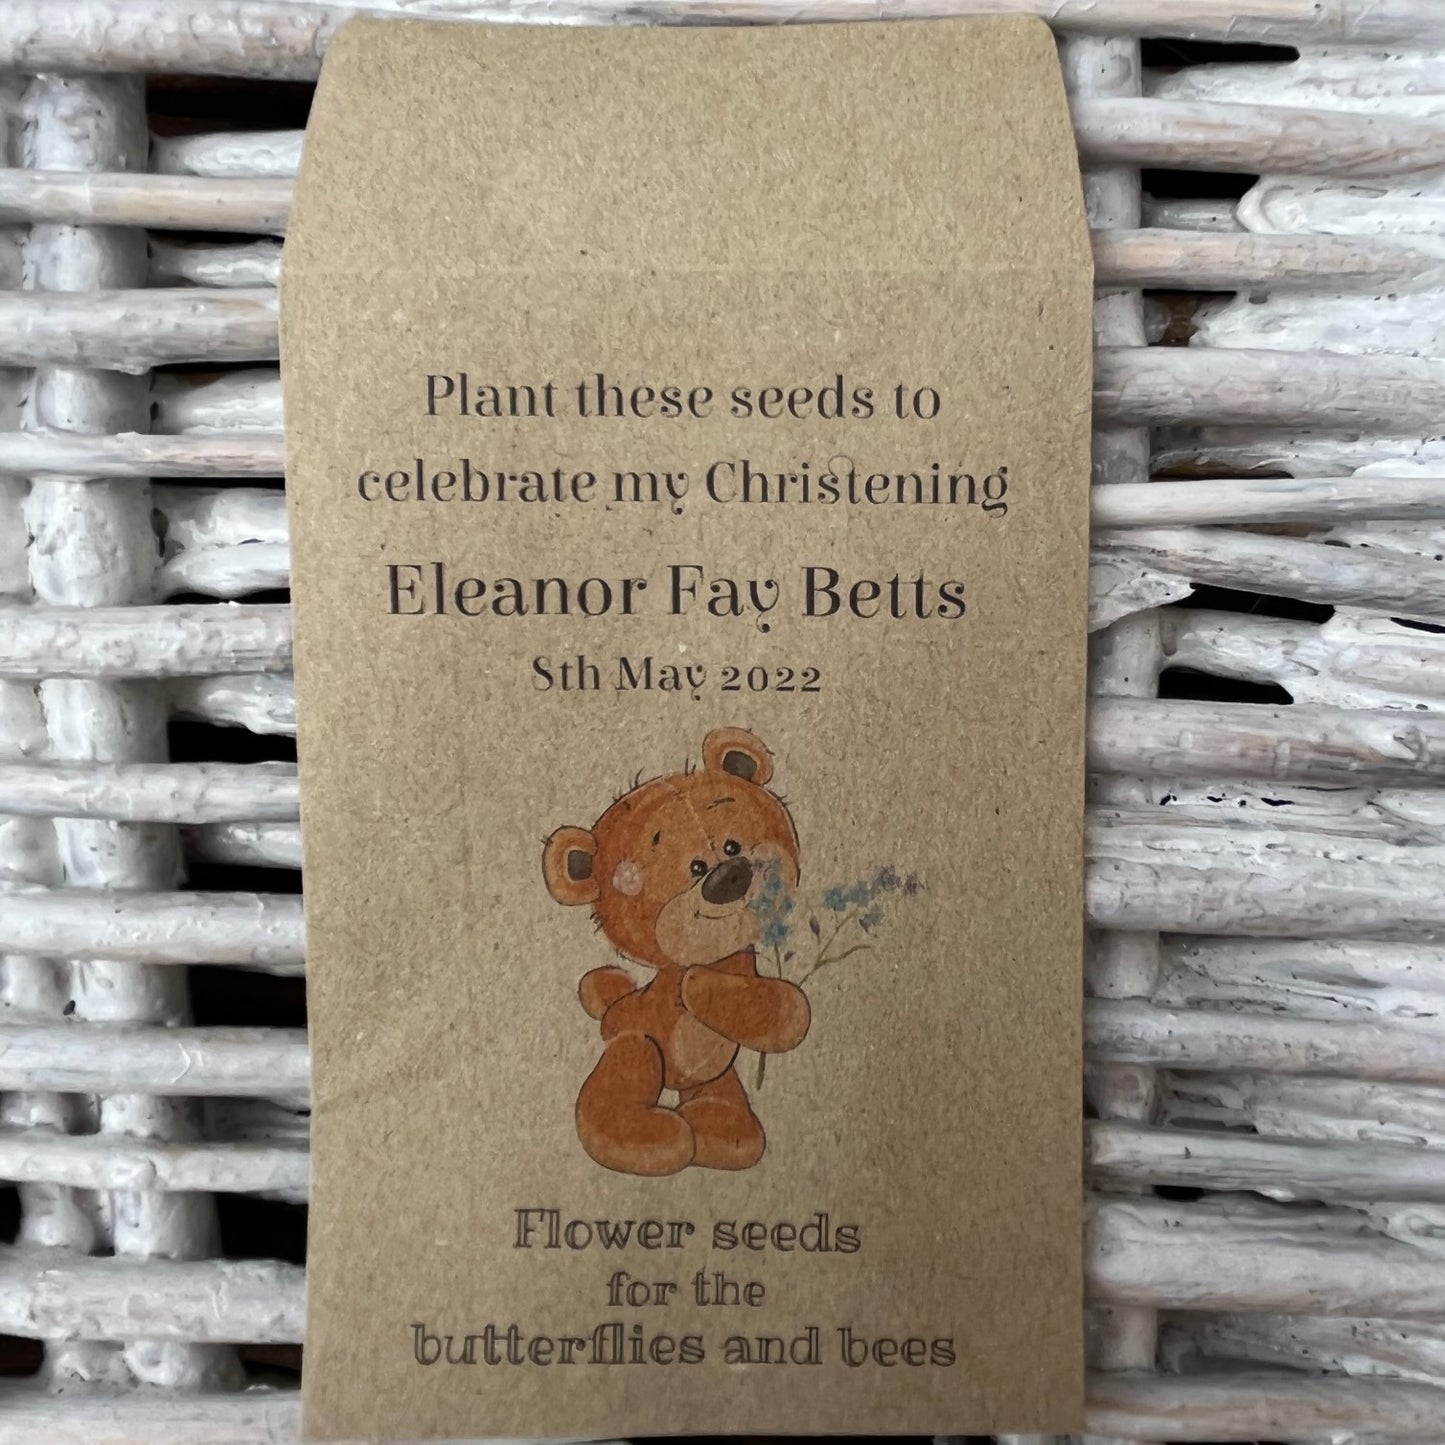 Plant these seeds to
celebrate my Christening
Eleanor Fay Betts
8th May 2022
Flower seeds
for the
butterflies and bees